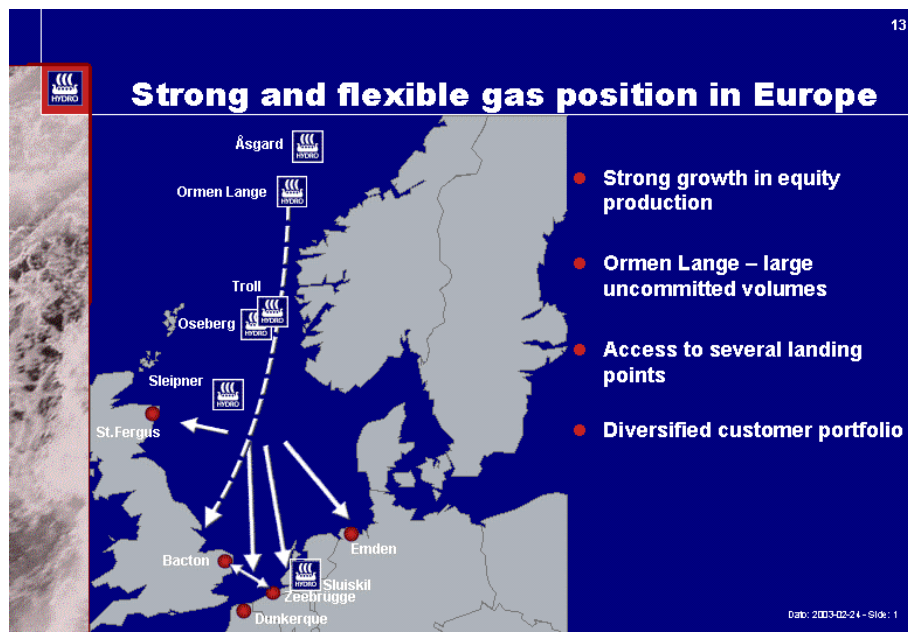 13
HYDRO
Strong and flexible gas position in Europe
Åsgard
HYDRO
Ormen Lange
HYDRO
Troll
HYDRO
Oseberg
HYDRO
Sleipner
HYDRO
St.Fergus
Bacton
Emden
HYDRO
Sluiskil
Zeebrugge
Dunkerque
Strong growth in equity
production
Ormen Lange – large
uncommitted volumes
Access to several landing
points
Diversified customer portfolio
Dato: 2003-02-24 - Side: 1